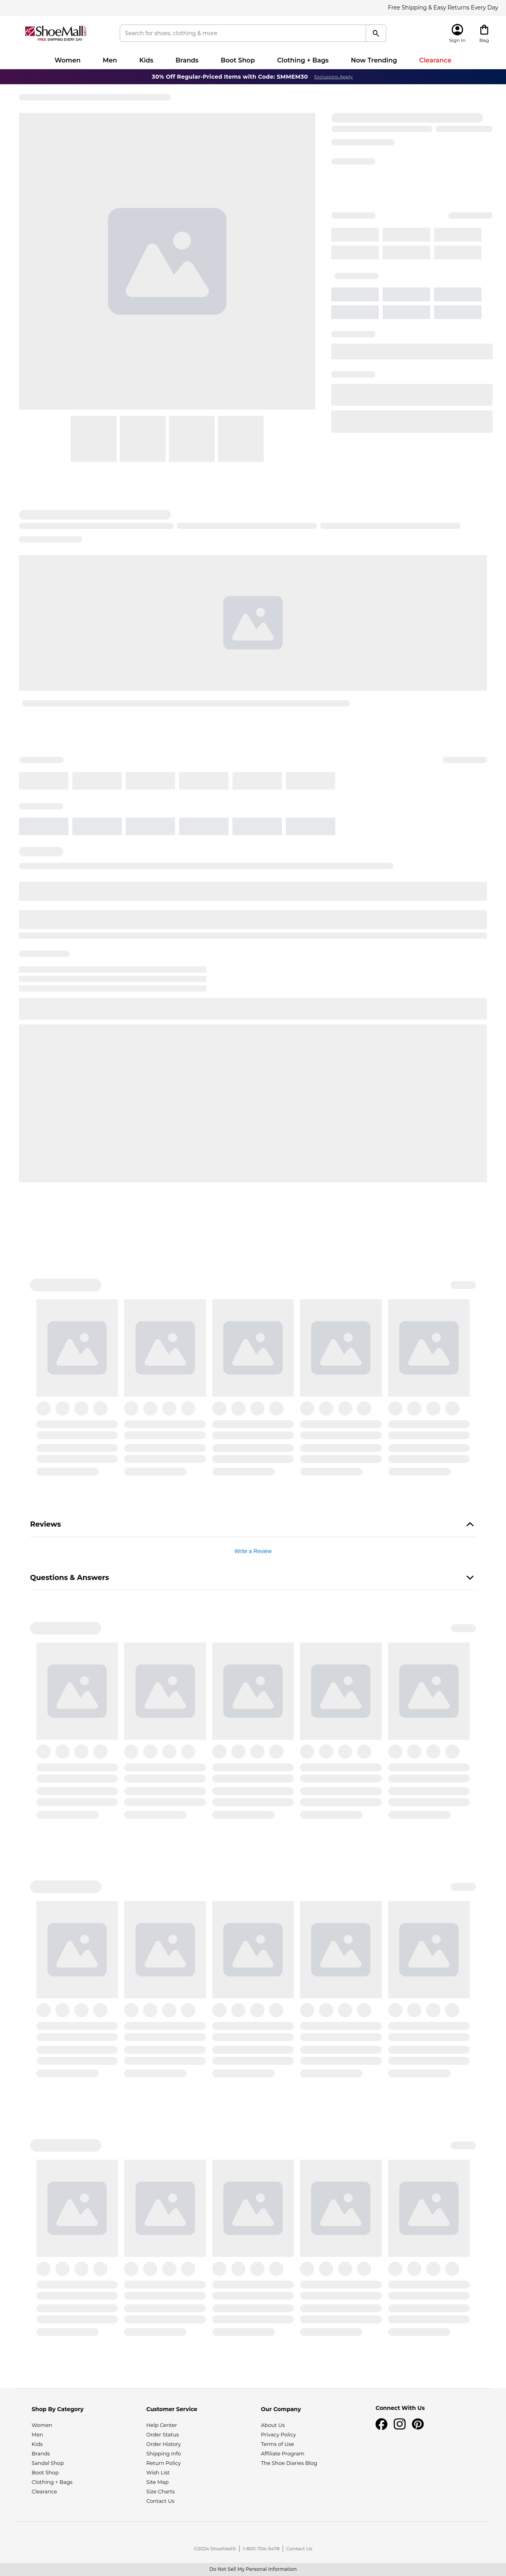 Free Shipping & Easy Returns Every Day
ShoeMall
FREE SHIPPING EVERY DAY
Search for shoes, clothing & more
Sign In
Bag
Women
Men
Kids
Brands
Boot Shop
Clothing + Bags
Now Trending
Clearance
30% Off Regular-Priced Items with Code: SMMEM30
Exclusions Apply
Reviews
Write a Review
Questions & Answers
Shop By Category
Women
Men
Kids
Brands
Sandal Shop
Boot Shop
Clothing + Bags
Clearance
Customer Service
Help Center
Order Status
Order History
Shipping Info
Return Policy
Wish List
Site Map
Size Charts
Contact Us
Our Company
About Us
Privacy Policy
Terms of Use
Affiliate Program
The Shoe Diaries Blog
Connect With Us
©2024 ShoeMall® | 1-800-704-5478 | Contact Us
Do Not Sell My Personal Information